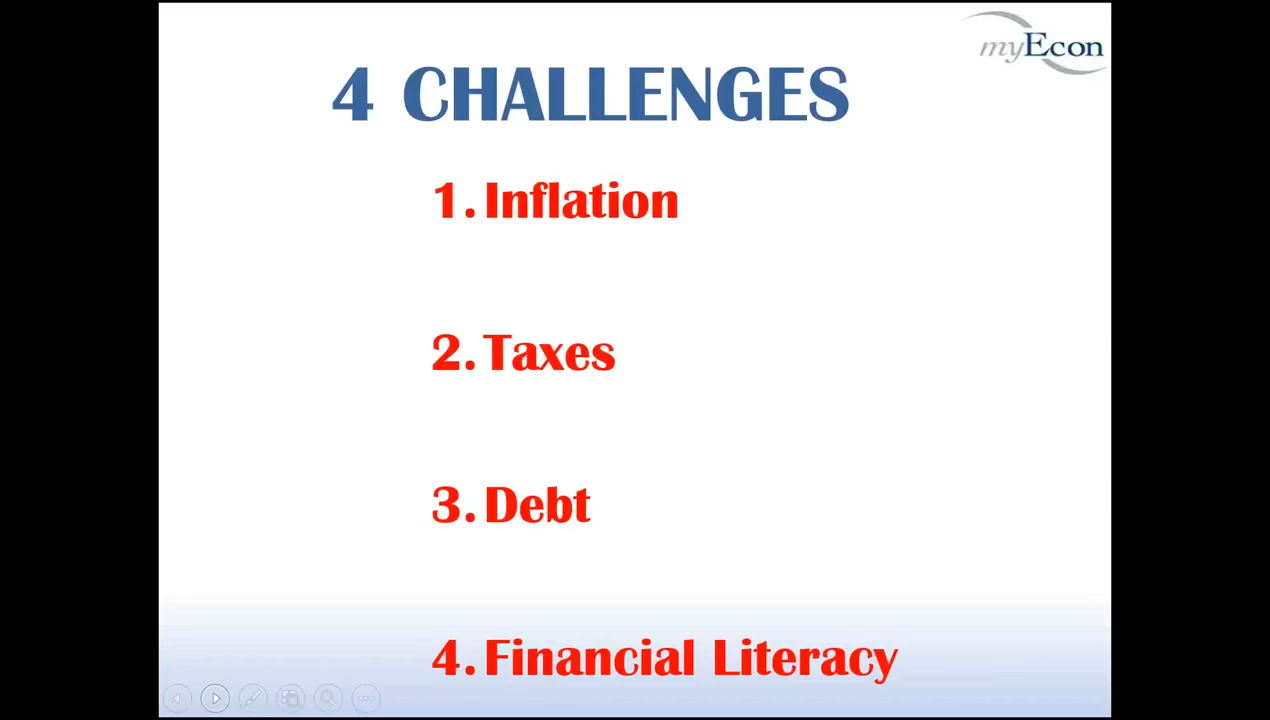 myEcon
4 CHALLENGES
1. Inflation
2. Taxes
3. Debt
4. Financial Literacy